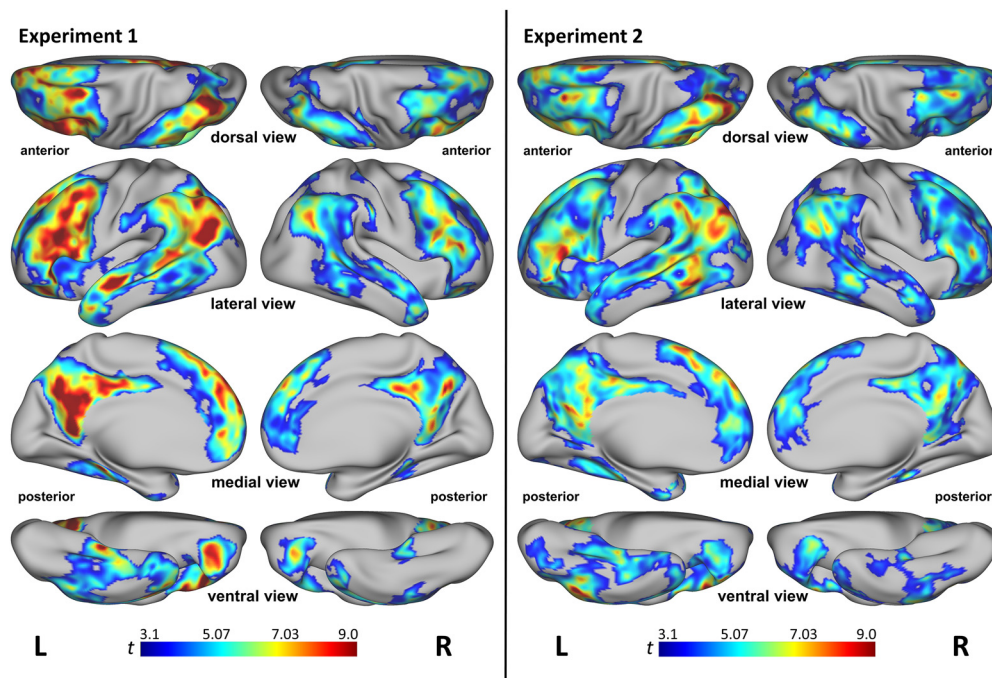 Experiment 1
dorsal view
anterior
anterior
lateral view
medial view
posterior
posterior
ventral view
L
t 3.1 5.07 7.03 9.0
R
Experiment 2
dorsal view
anterior
anterior
lateral view
medial view
posterior
posterior
ventral view
L
t 3.1 5.07 7.03 9.0
R